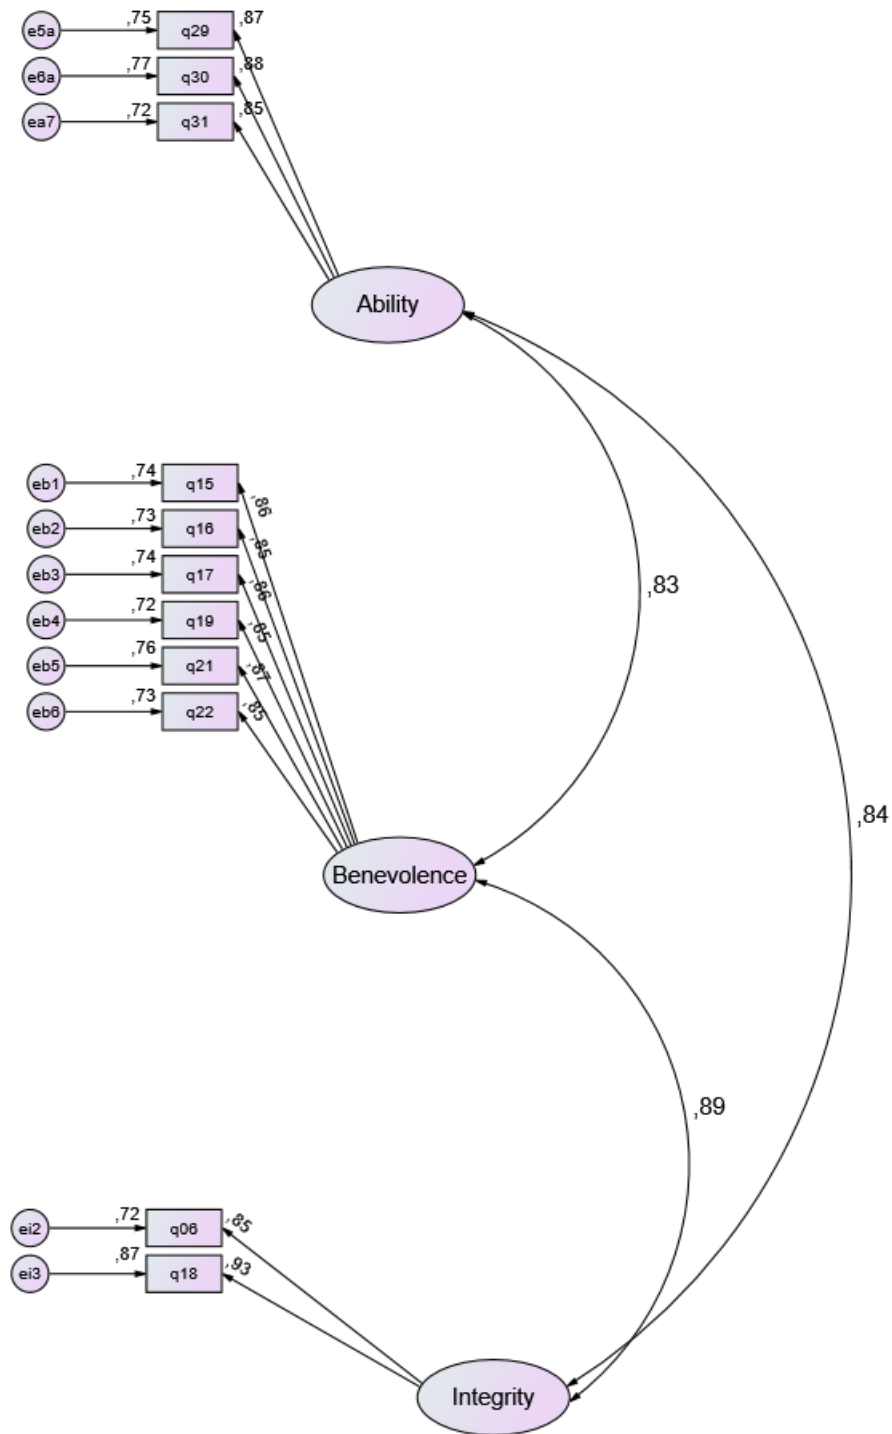 e5a ,75 q29 ,87
e6a ,77 q30 ,88
ea7 ,72 q31 ,85
Ability
eb1 ,74 q15 ,86
eb2 ,73 q16 ,85
eb3 ,74 q17 ,86
eb4 ,72 q19 ,85
eb5 ,76 q21 ,87
eb6 ,73 q22 ,85
,83
,84
Benevolence
,89
ei2 ,72 q06 ,85
ei3 ,87 q18 ,93
Integrity